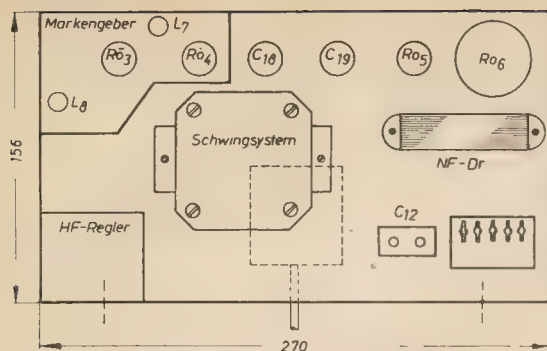 Markengeber
L7
Rö3
Rö4
C18
C19
Ro5
Ro6
L8
Schwingsystem
NF-Dr
156
HF-Regler
C12
270